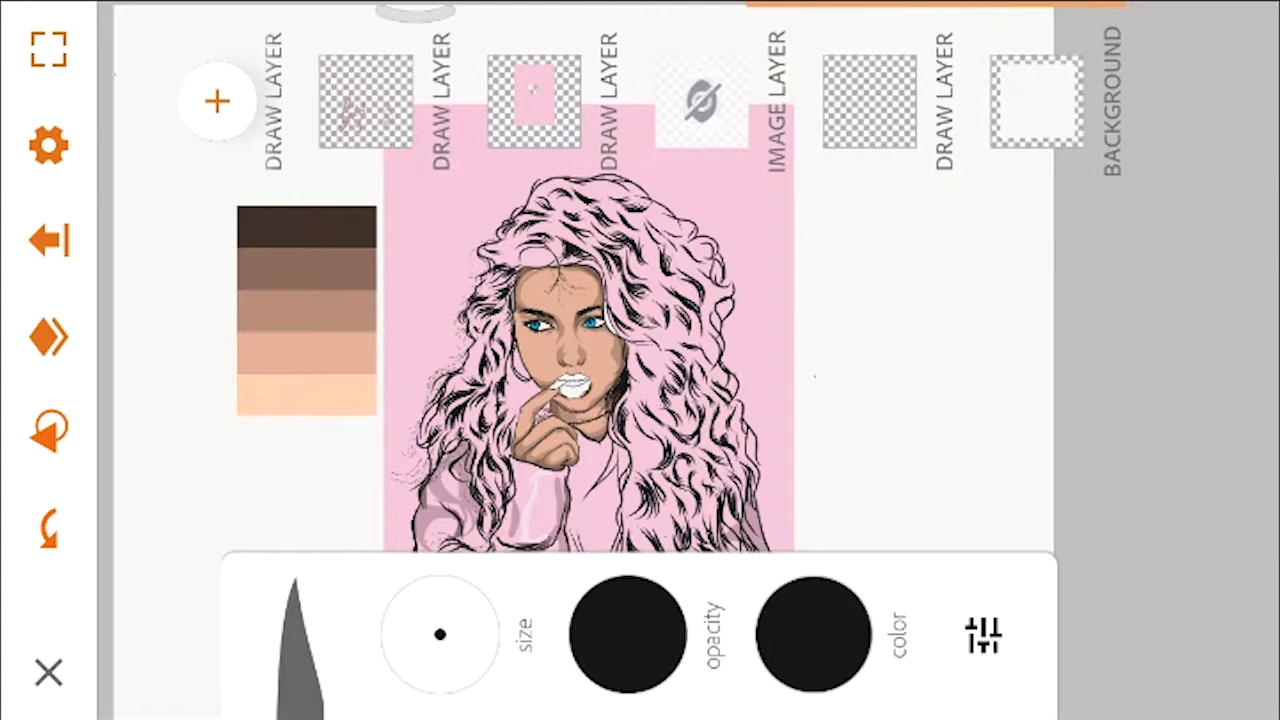 DRAW LAYER
DRAW LAYER
DRAW LAYER
IMAGE LAYER
DRAW LAYER
BACKGROUND
size
opacity
color